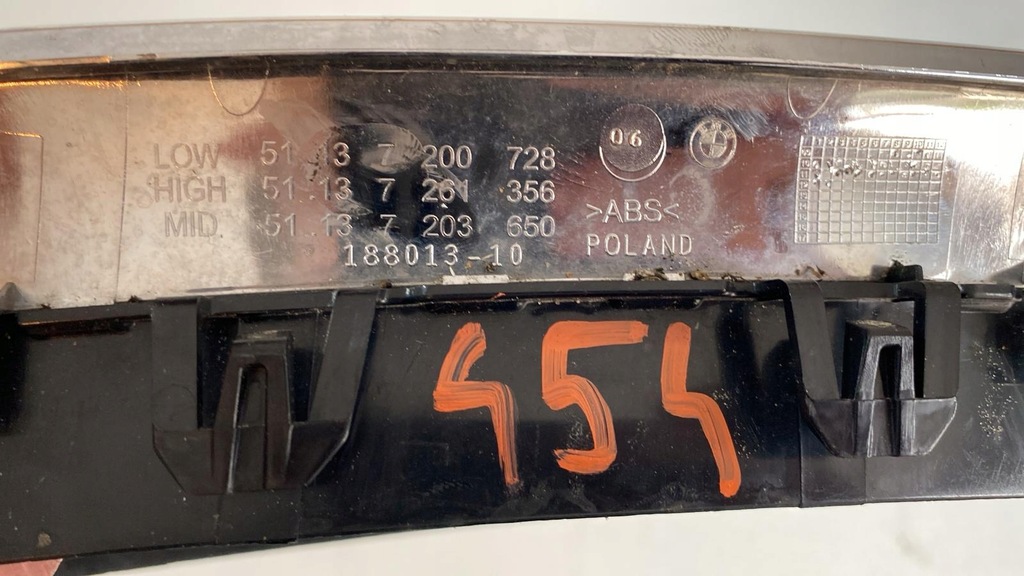 LOW 51.13 7 200 728
HIGH 51.13 7 261 356
MID. 51.13 7 203 650
188013-10
06
>ABS<
POLAND
454